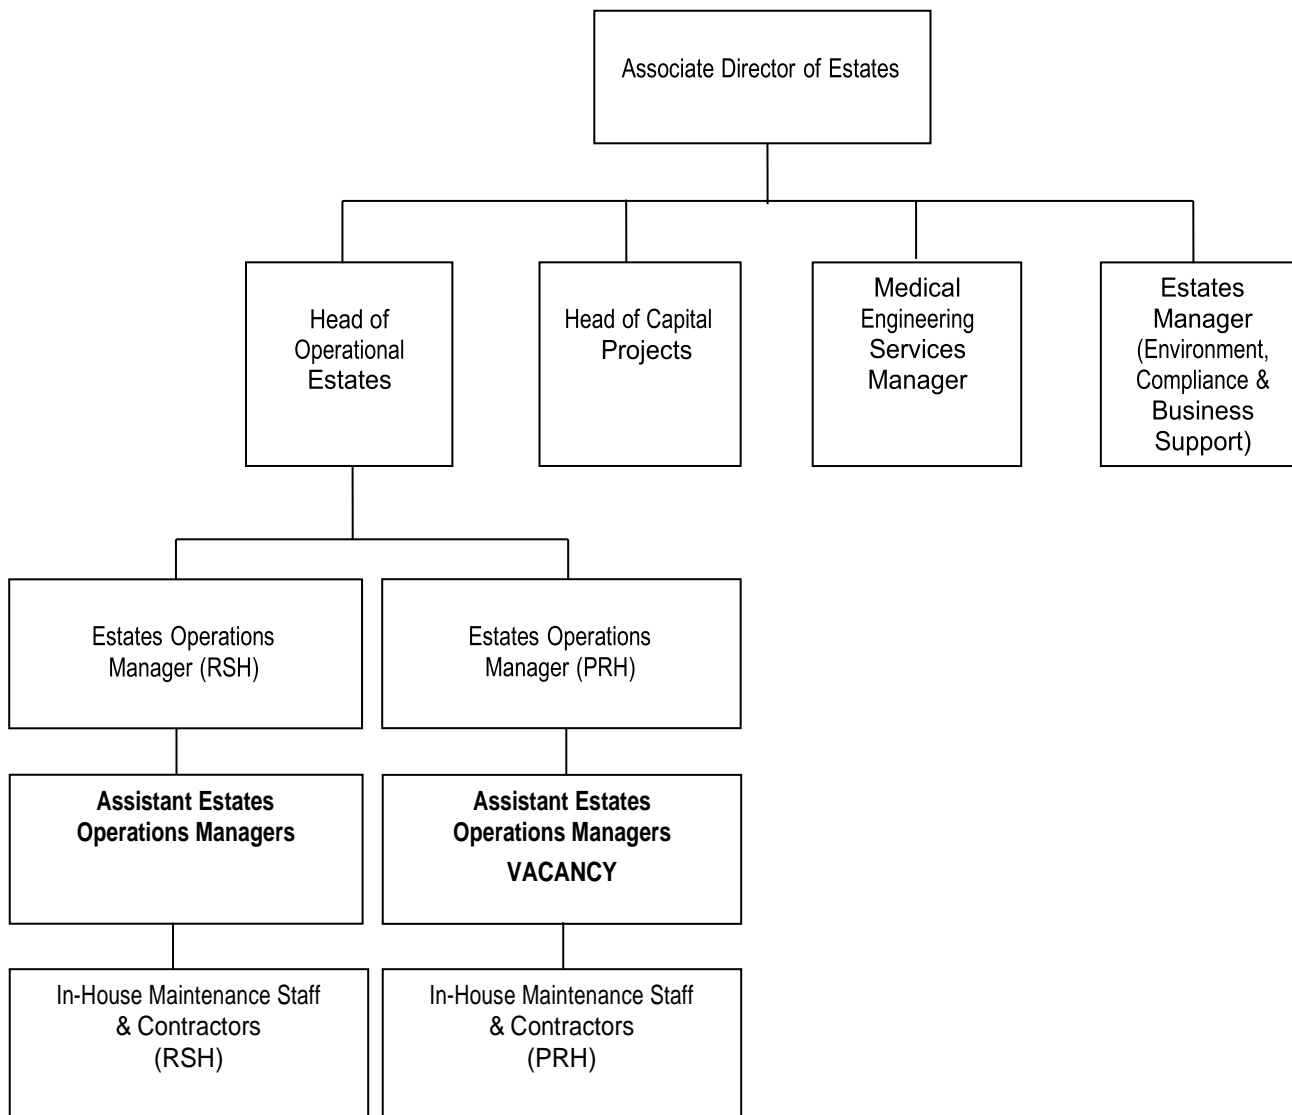 Associate Director of Estates
Head of
Operational
Estates
Head of Capital
Projects
Medical
Engineering
Services
Manager
Estates
Manager
(Environment,
Compliance &
Business
Support)
Estates Operations
Manager (RSH)
Estates Operations
Manager (PRH)
Assistant Estates
Operations Managers
Assistant Estates
Operations Managers
VACANCY
In-House Maintenance Staff
& Contractors
(RSH)
In-House Maintenance Staff
& Contractors
(PRH)